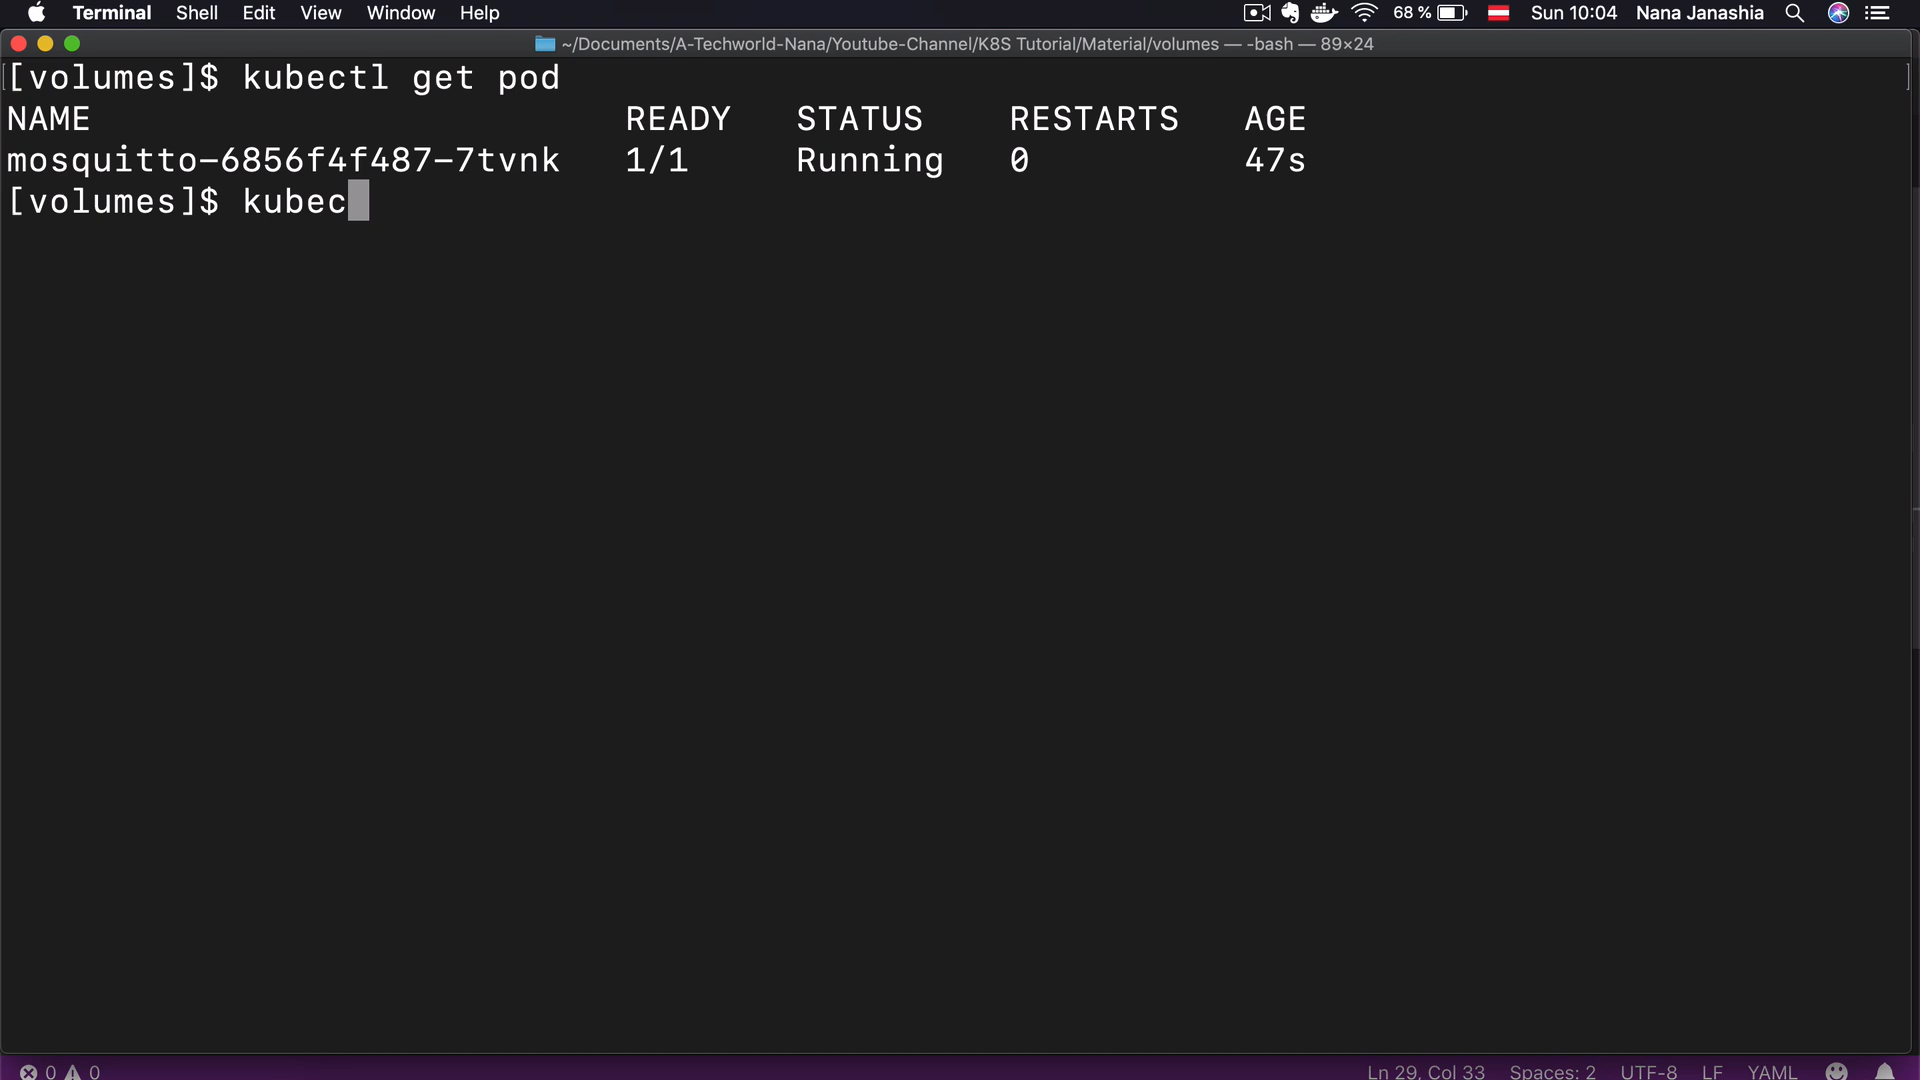 Terminal Shell Edit View Window Help 68 % Sun 10:04 Nana Janashia
~/Documents/A-Techworld-Nana/Youtube-Channel/K8S Tutorial/Material/volumes — -bash — 89×24
[volumes]$ kubectl get pod
NAME READY STATUS RESTARTS AGE
mosquitto-6856f4f487-7tvnk 1/1 Running 0 47s
[volumes]$ kubec
0 0 Ln 29, Col 33 Spaces: 2 UTF-8 LF YAML